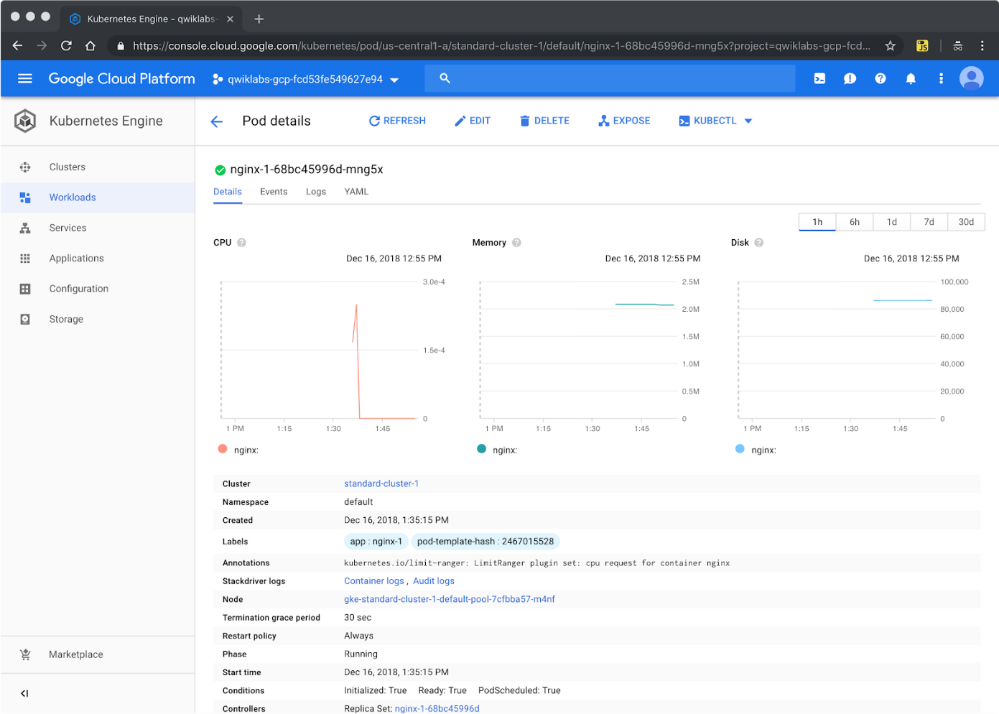 Kubernetes Engine - qwiklabs-
https://console.cloud.google.com/kubernetes/pod/us-central1-a/standard-cluster-1/default/nginx-1-68bc45996d-mng5x?project=qwiklabs-gcp-fcd...
JS
Google Cloud Platform
qwiklabs-gcp-fcd53fe549627e94
Kubernetes Engine
Pod details
REFRESH
EDIT
DELETE
EXPOSE
KUBECTL
Clusters
Workloads
Services
Applications
Configuration
Storage
Marketplace
nginx-1-68bc45996d-mng5x
Details Events Logs YAML
1h 6h 1d 7d 30d
CPU
Dec 16, 2018 12:55 PM
3.0e-4
1.5e-4
0
1 PM 1:15 1:30 1:45
nginx:
Memory
Dec 16, 2018 12:55 PM
2.5M
2.0M
1.5M
1.0M
0.5M
0
1 PM 1:15 1:30 1:45
nginx:
Disk
Dec 16, 2018 12:55 PM
100,000
80,000
60,000
40,000
20,000
0
1 PM 1:15 1:30 1:45
nginx:
Cluster standard-cluster-1
Namespace default
Created Dec 16, 2018, 1:35:15 PM
Labels app : nginx-1 pod-template-hash : 2467015528
Annotations kubernetes.io/limit-ranger: LimitRanger plugin set: cpu request for container nginx
Stackdriver logs Container logs , Audit logs
Node gke-standard-cluster-1-default-pool-7cfbba57-m4nf
Termination grace period 30 sec
Restart policy Always
Phase Running
Start time Dec 16, 2018, 1:35:15 PM
Conditions Initialized: True Ready: True PodScheduled: True
Controllers Replica Set: nginx-1-68bc45996d